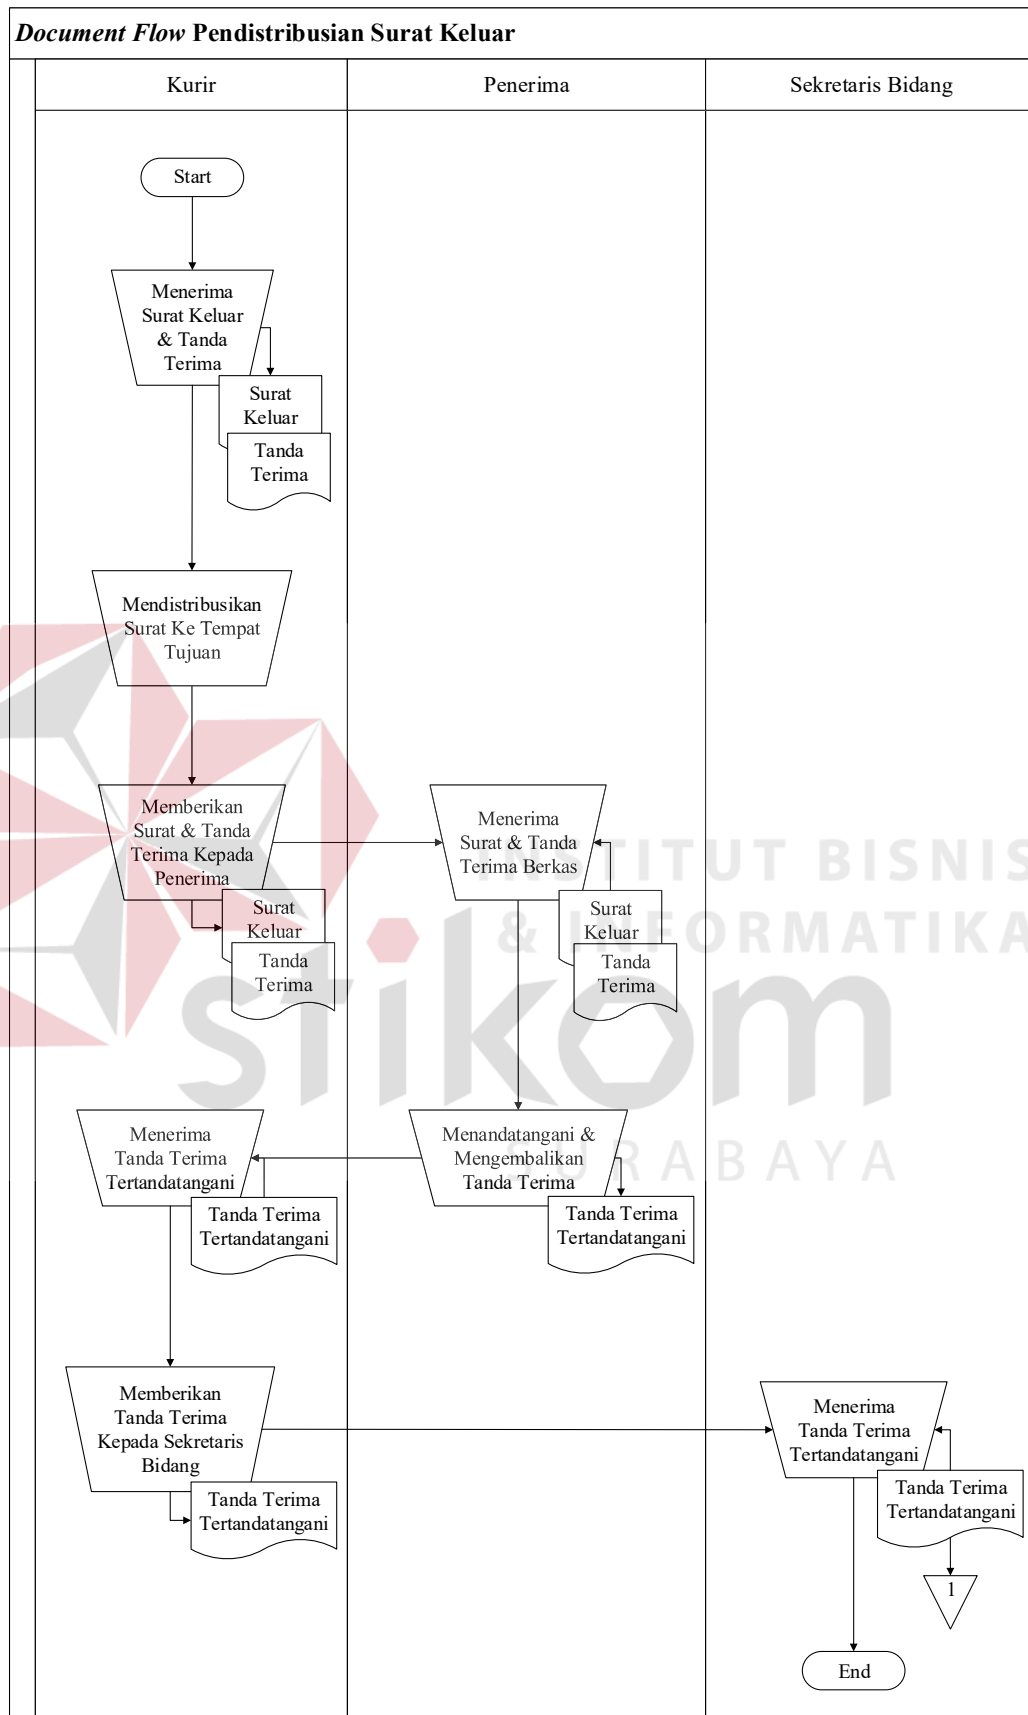 Document Flow Pendistribusian Surat Keluar
Kurir
Penerima
Sekretaris Bidang
Start
Menerima
Surat Keluar
& Tanda
Terima
Surat
Keluar
Tanda
Terima
Mendistribusikan
Surat Ke Tempat
Tujuan
Memberikan
Surat & Tanda
Terima Kepada
Penerima
Surat
Keluar
Tanda
Terima
Menerima
Surat & Tanda
Terima Berkas
Surat
Keluar
Tanda
Terima
INSTITUT BISNIS
& INFORMATIKA
stikom
SURABAYA
Menerima
Tanda Terima
Tertandatangani
Tanda Terima
Tertandatangani
Menandatangani &
Mengembalikan
Tanda Terima
Tanda Terima
Tertandatangani
Memberikan
Tanda Terima
Kepada Sekretaris
Bidang
Tanda Terima
Tertandatangani
Menerima
Tanda Terima
Tertandatangani
Tanda Terima
Tertandatangani
1
End